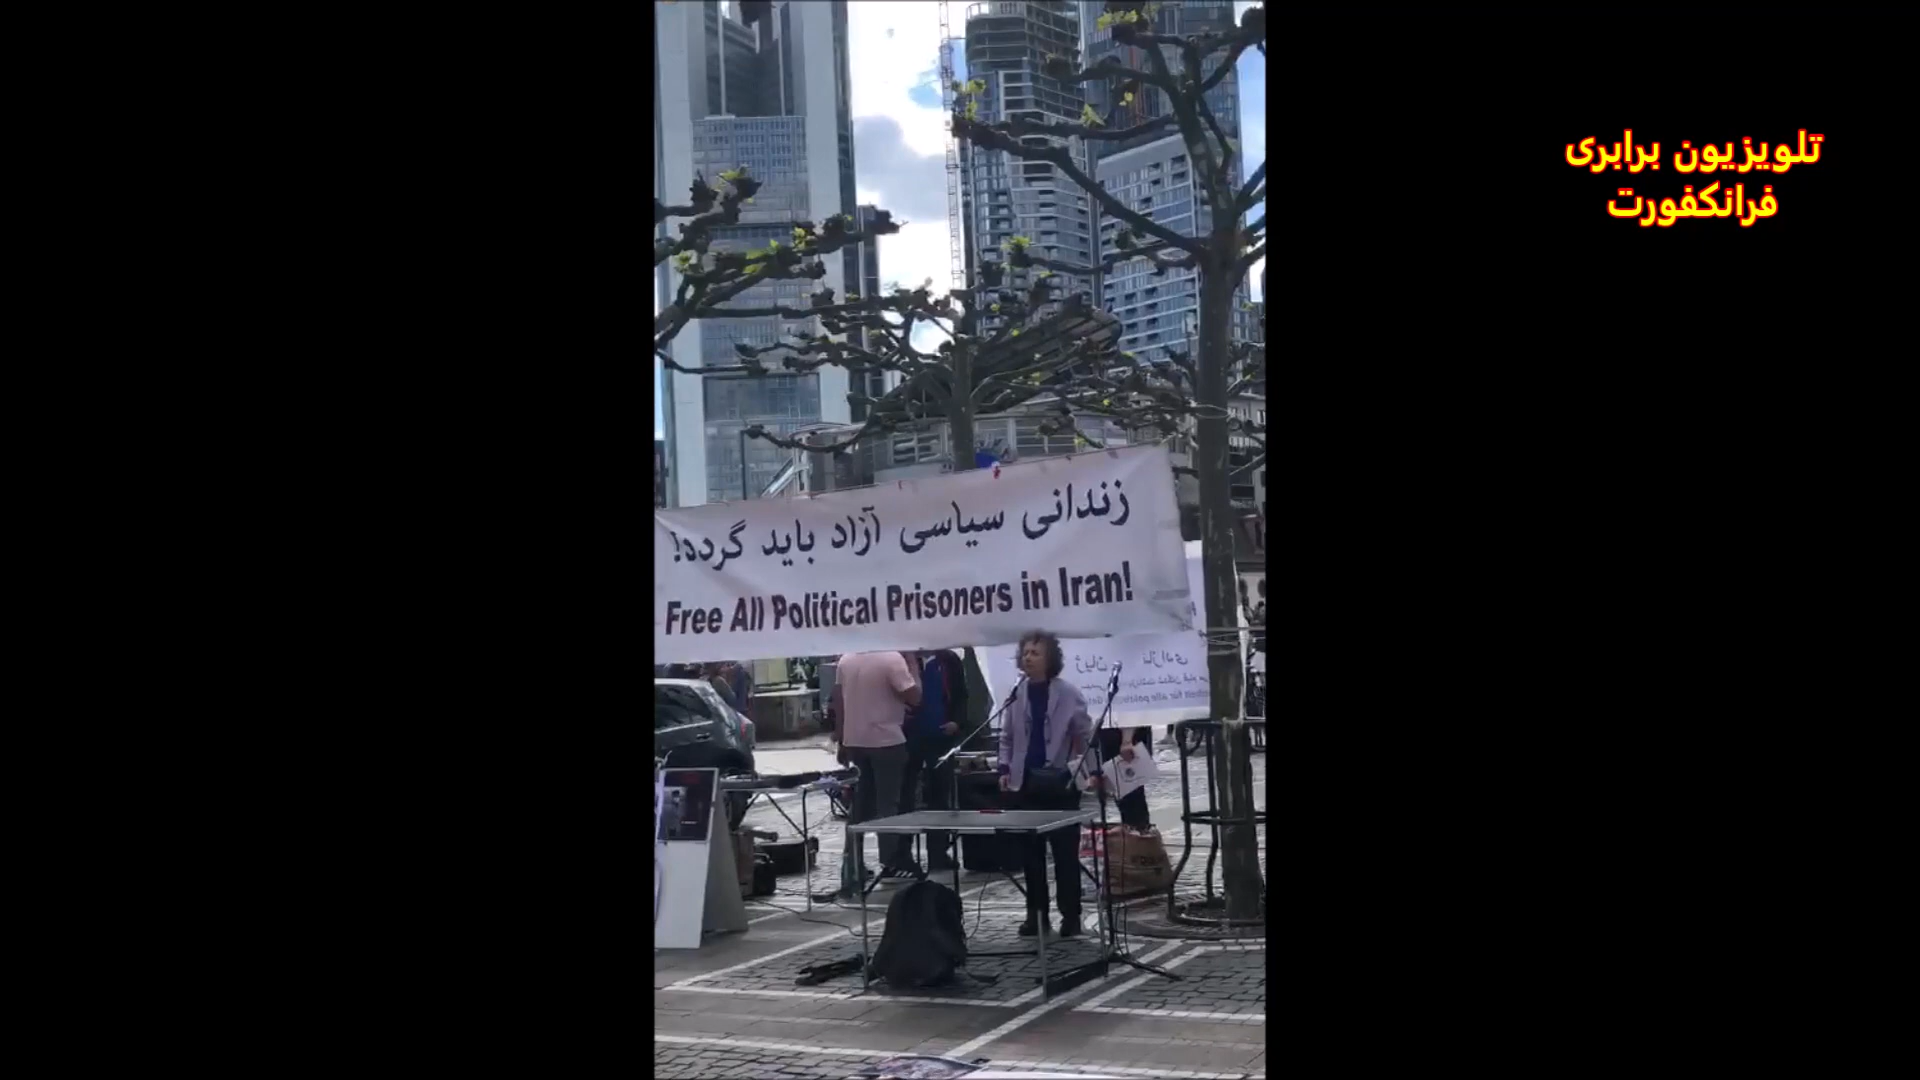 تلویزیون برابری
فرانکفورت
زندانی سیاسی آزاد باید گردد!
Free All Political Prisoners in Iran!